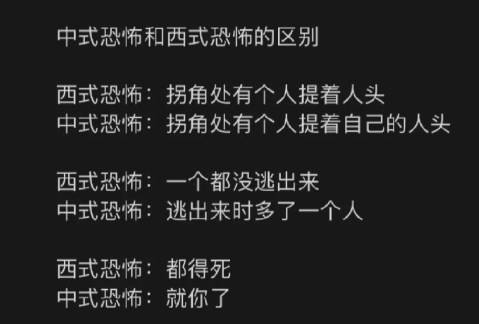 中式恐怖和西式恐怖的区别
西式恐怖：拐角处有个人提着人头
中式恐怖：拐角处有个人提着自己的人头
西式恐怖：一个都没逃出来
中式恐怖：逃出来时多了一个人
西式恐怖：都得死
中式恐怖：就你了